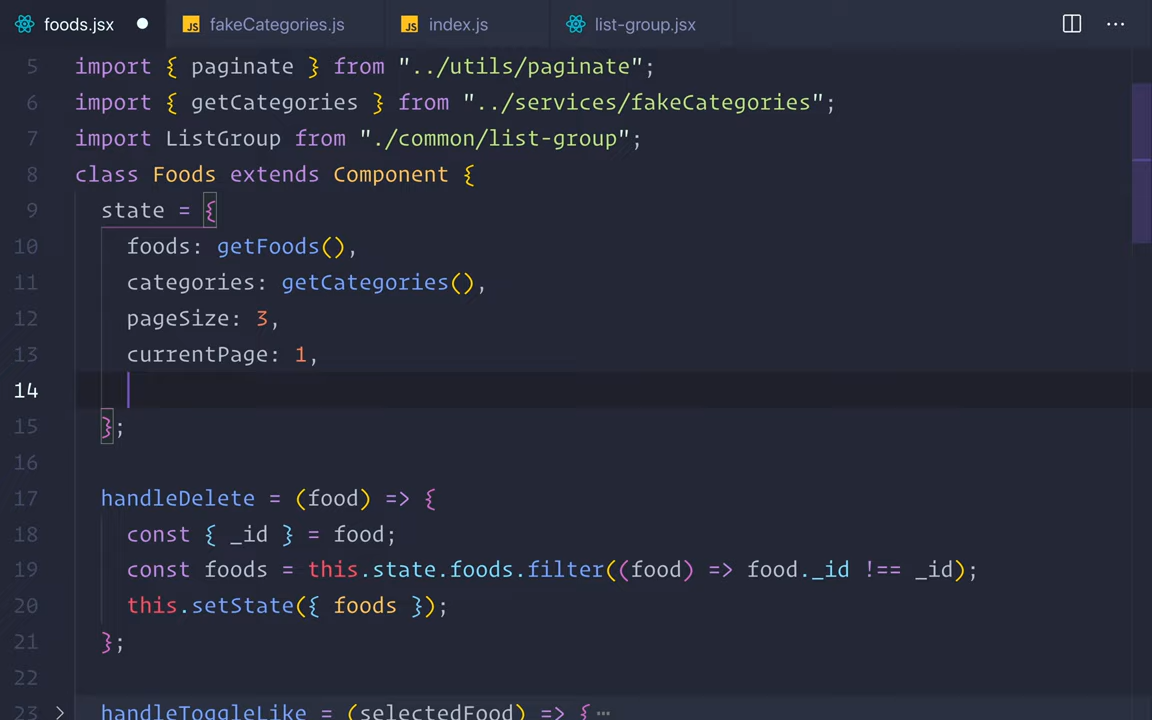 foods.jsx JS fakeCategories.js JS index.js list-group.jsx
5 import { paginate } from "../utils/paginate";
6 import { getCategories } from "../services/fakeCategories";
7 import ListGroup from "./common/list-group";
8 class Foods extends Component {
9 state = {
10 foods: getFoods(),
11 categories: getCategories(),
12 pageSize: 3,
13 currentPage: 1,
14
15 };
16
17 handleDelete = (food) => {
18 const { _id } = food;
19 const foods = this.state.foods.filter((food) => food._id !== _id);
20 this.setState({ foods });
21 };
22
23 handleToggleLike = (selectedFood) => {